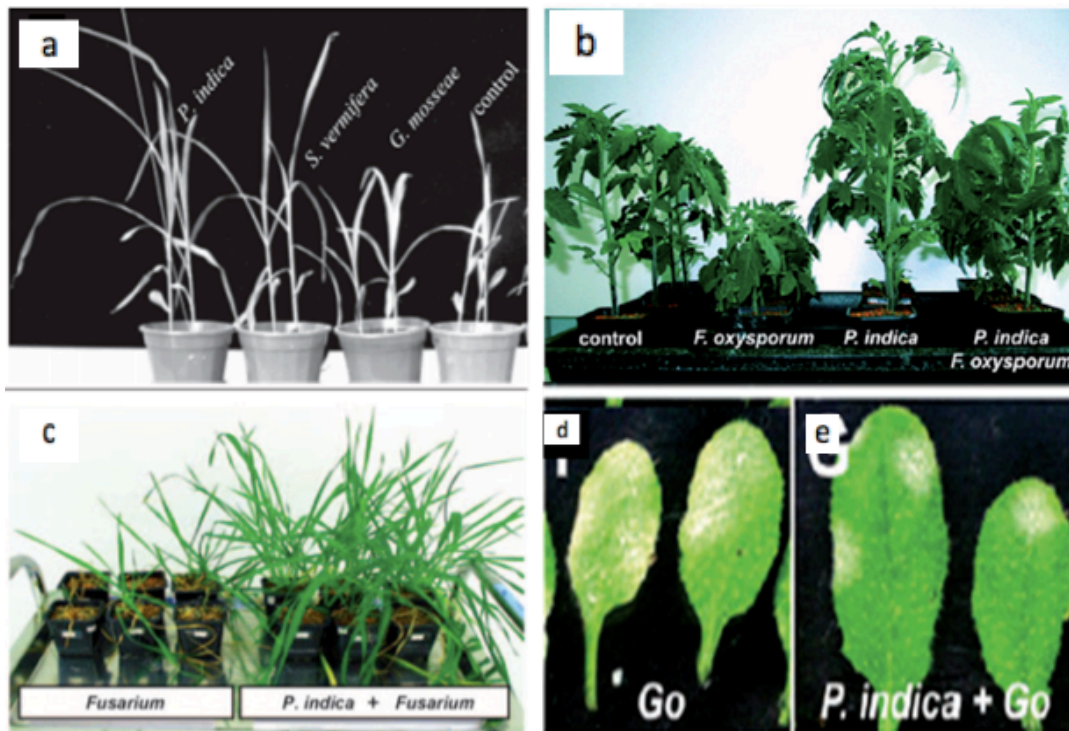 a
P. indica
S. vermifera
G. mosseae
control
b
control
F. oxysporum
P. indica
P. indica
F. oxysporum
c
Fusarium
P. indica + Fusarium
d
Go
e
G
P. indica + Go